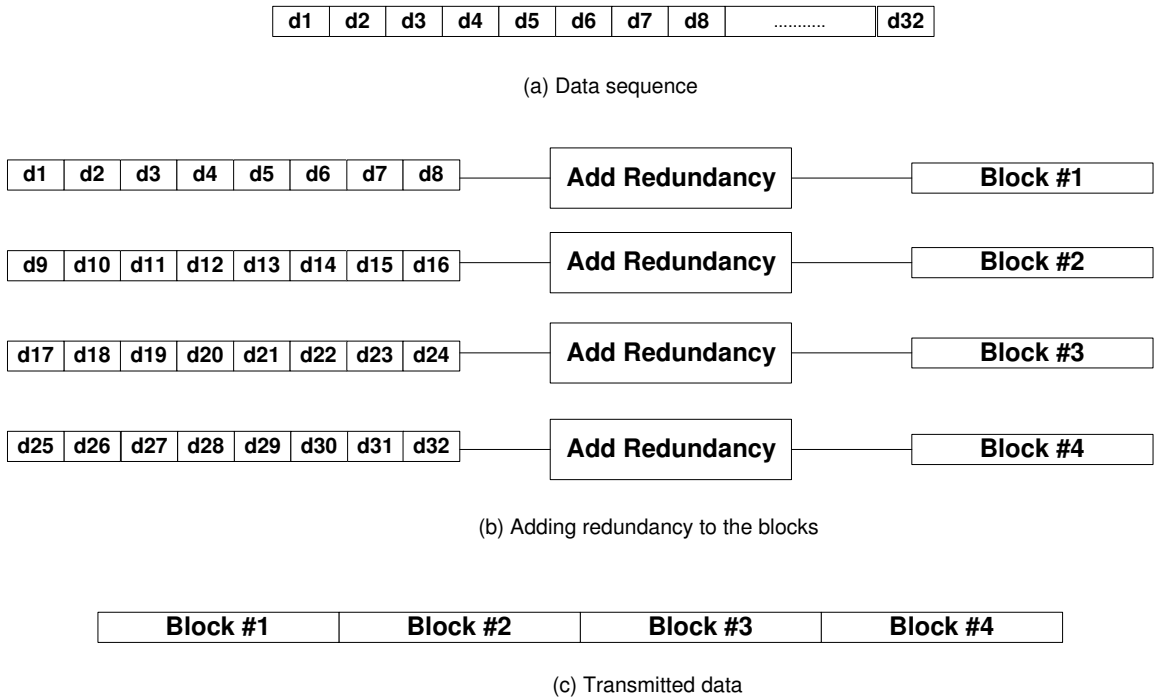 d1 d2 d3 d4 d5 d6 d7 d8 ........... d32
(a) Data sequence
d1 d2 d3 d4 d5 d6 d7 d8 Add Redundancy Block #1
d9 d10 d11 d12 d13 d14 d15 d16 Add Redundancy Block #2
d17 d18 d19 d20 d21 d22 d23 d24 Add Redundancy Block #3
d25 d26 d27 d28 d29 d30 d31 d32 Add Redundancy Block #4
(b) Adding redundancy to the blocks
Block #1 Block #2 Block #3 Block #4
(c) Transmitted data